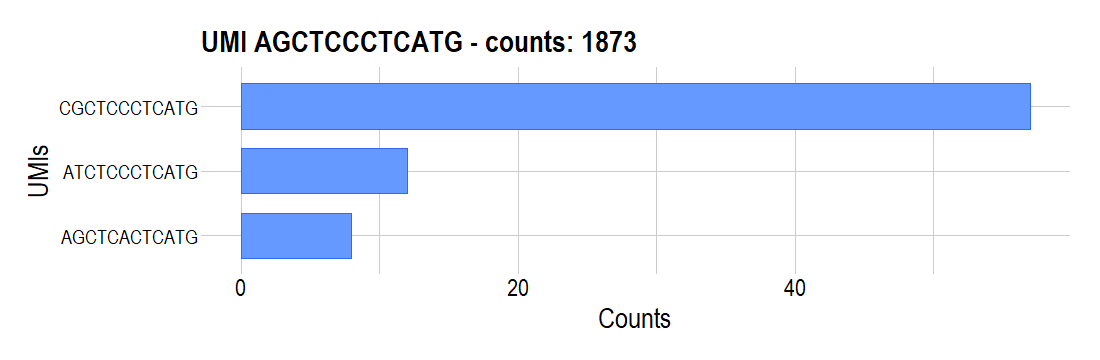 UMI AGCTCCCTCATG - counts: 1873
CGCTCCCTCATG
ATCTCCCTCATG
AGCTCACTCATG
UMIs
0 20 40
Counts